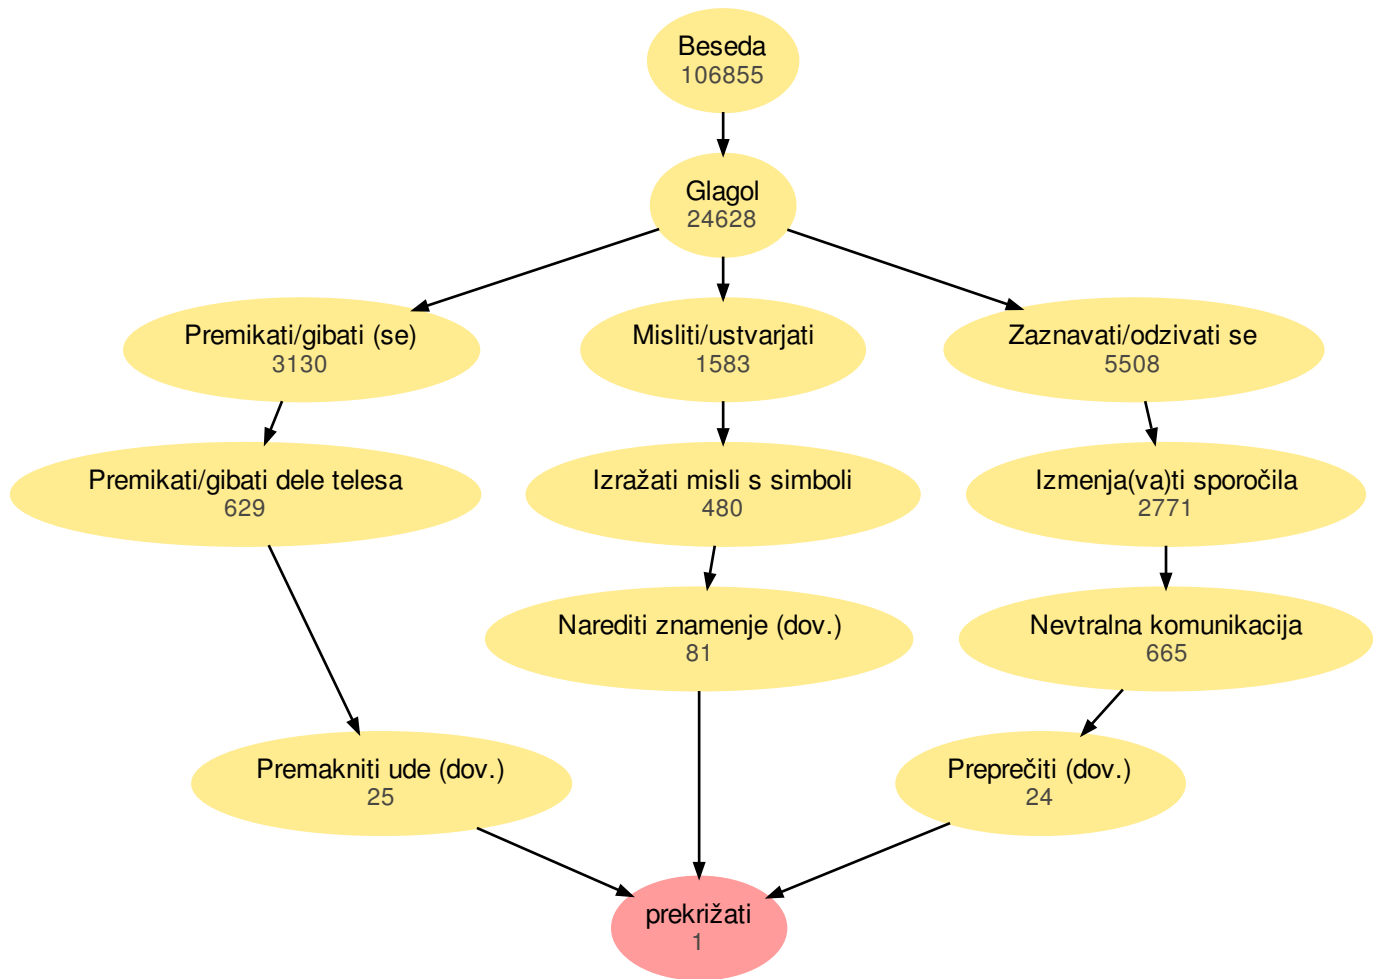 Beseda
106855
Glagol
24628
Premikati/gibati (se)
3130
Misliti/ustvarjati
1583
Zaznavati/odzivati se
5508
Premikati/gibati dele telesa
629
Izražati misli s simboli
480
Izmenja(va)ti sporočila
2771
Narediti znamenje (dov.)
81
Nevtralna komunikacija
665
Premakniti ude (dov.)
25
Preprečiti (dov.)
24
prekrižati
1